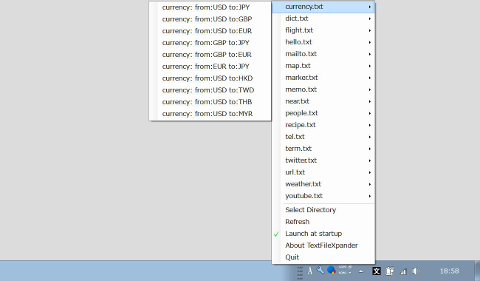 currency: from:USD to:JPY
currency: from:USD to:GBP
currency: from:USD to:EUR
currency: from:GBP to:JPY
currency: from:GBP to:EUR
currency: from:EUR to:JPY
currency: from:USD to:HKD
currency: from:USD to:TWD
currency: from:USD to:THB
currency: from:USD to:MYR
currency.txt
dict.txt
flight.txt
hello.txt
mailto.txt
map.txt
marker.txt
memo.txt
near.txt
people.txt
recipe.txt
tel.txt
term.txt
twitter.txt
url.txt
weather.txt
youtube.txt
Select Directory
Refresh
Launch at startup
About TextFileXpander
Quit
A
文
18:58